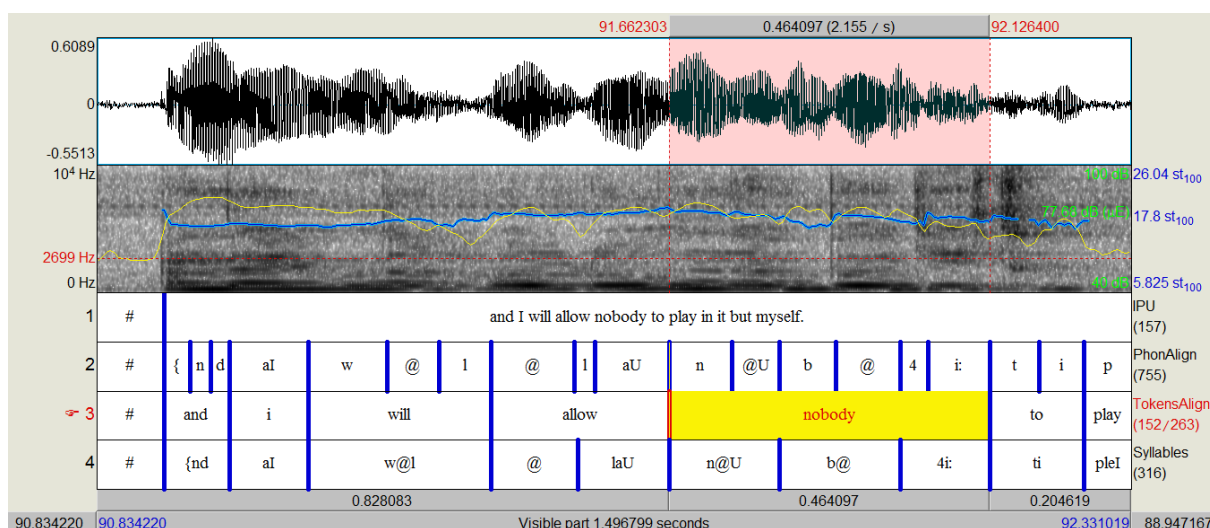 91.662303 0.464097 (2.155 / s) 92.126400
0.6089
0
-0.5513
10⁴ Hz 100 dB 26.04 st₁₀₀
77.68 dB (µE) 17.8 st₁₀₀
2699 Hz
0 Hz 40 dB 5.825 st₁₀₀
1 # and I will allow nobody to play in it but myself. IPU (157)
2 # { n d aI w @ l @ l aU n @U b @ 4 i: t i p PhonAlign (755)
3 # and i will allow nobody to play TokensAlign (152/263)
4 # {nd aI w@l @ laU n@U b@ 4i: ti pleI Syllables (316)
0.828083 0.464097 0.204619
90.834220 90.834220 Visible part 1.496799 seconds 92.331019 88.947167